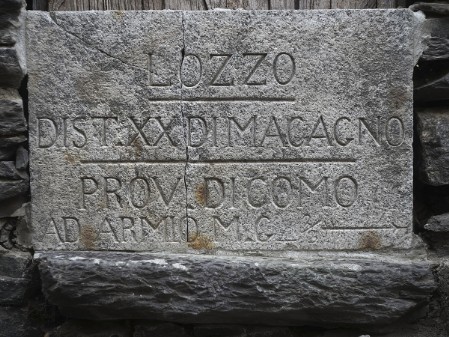 LOZZO
DIST. XX DI MACAGNO
PROV. DI COMO
AD ARMIO M. G.